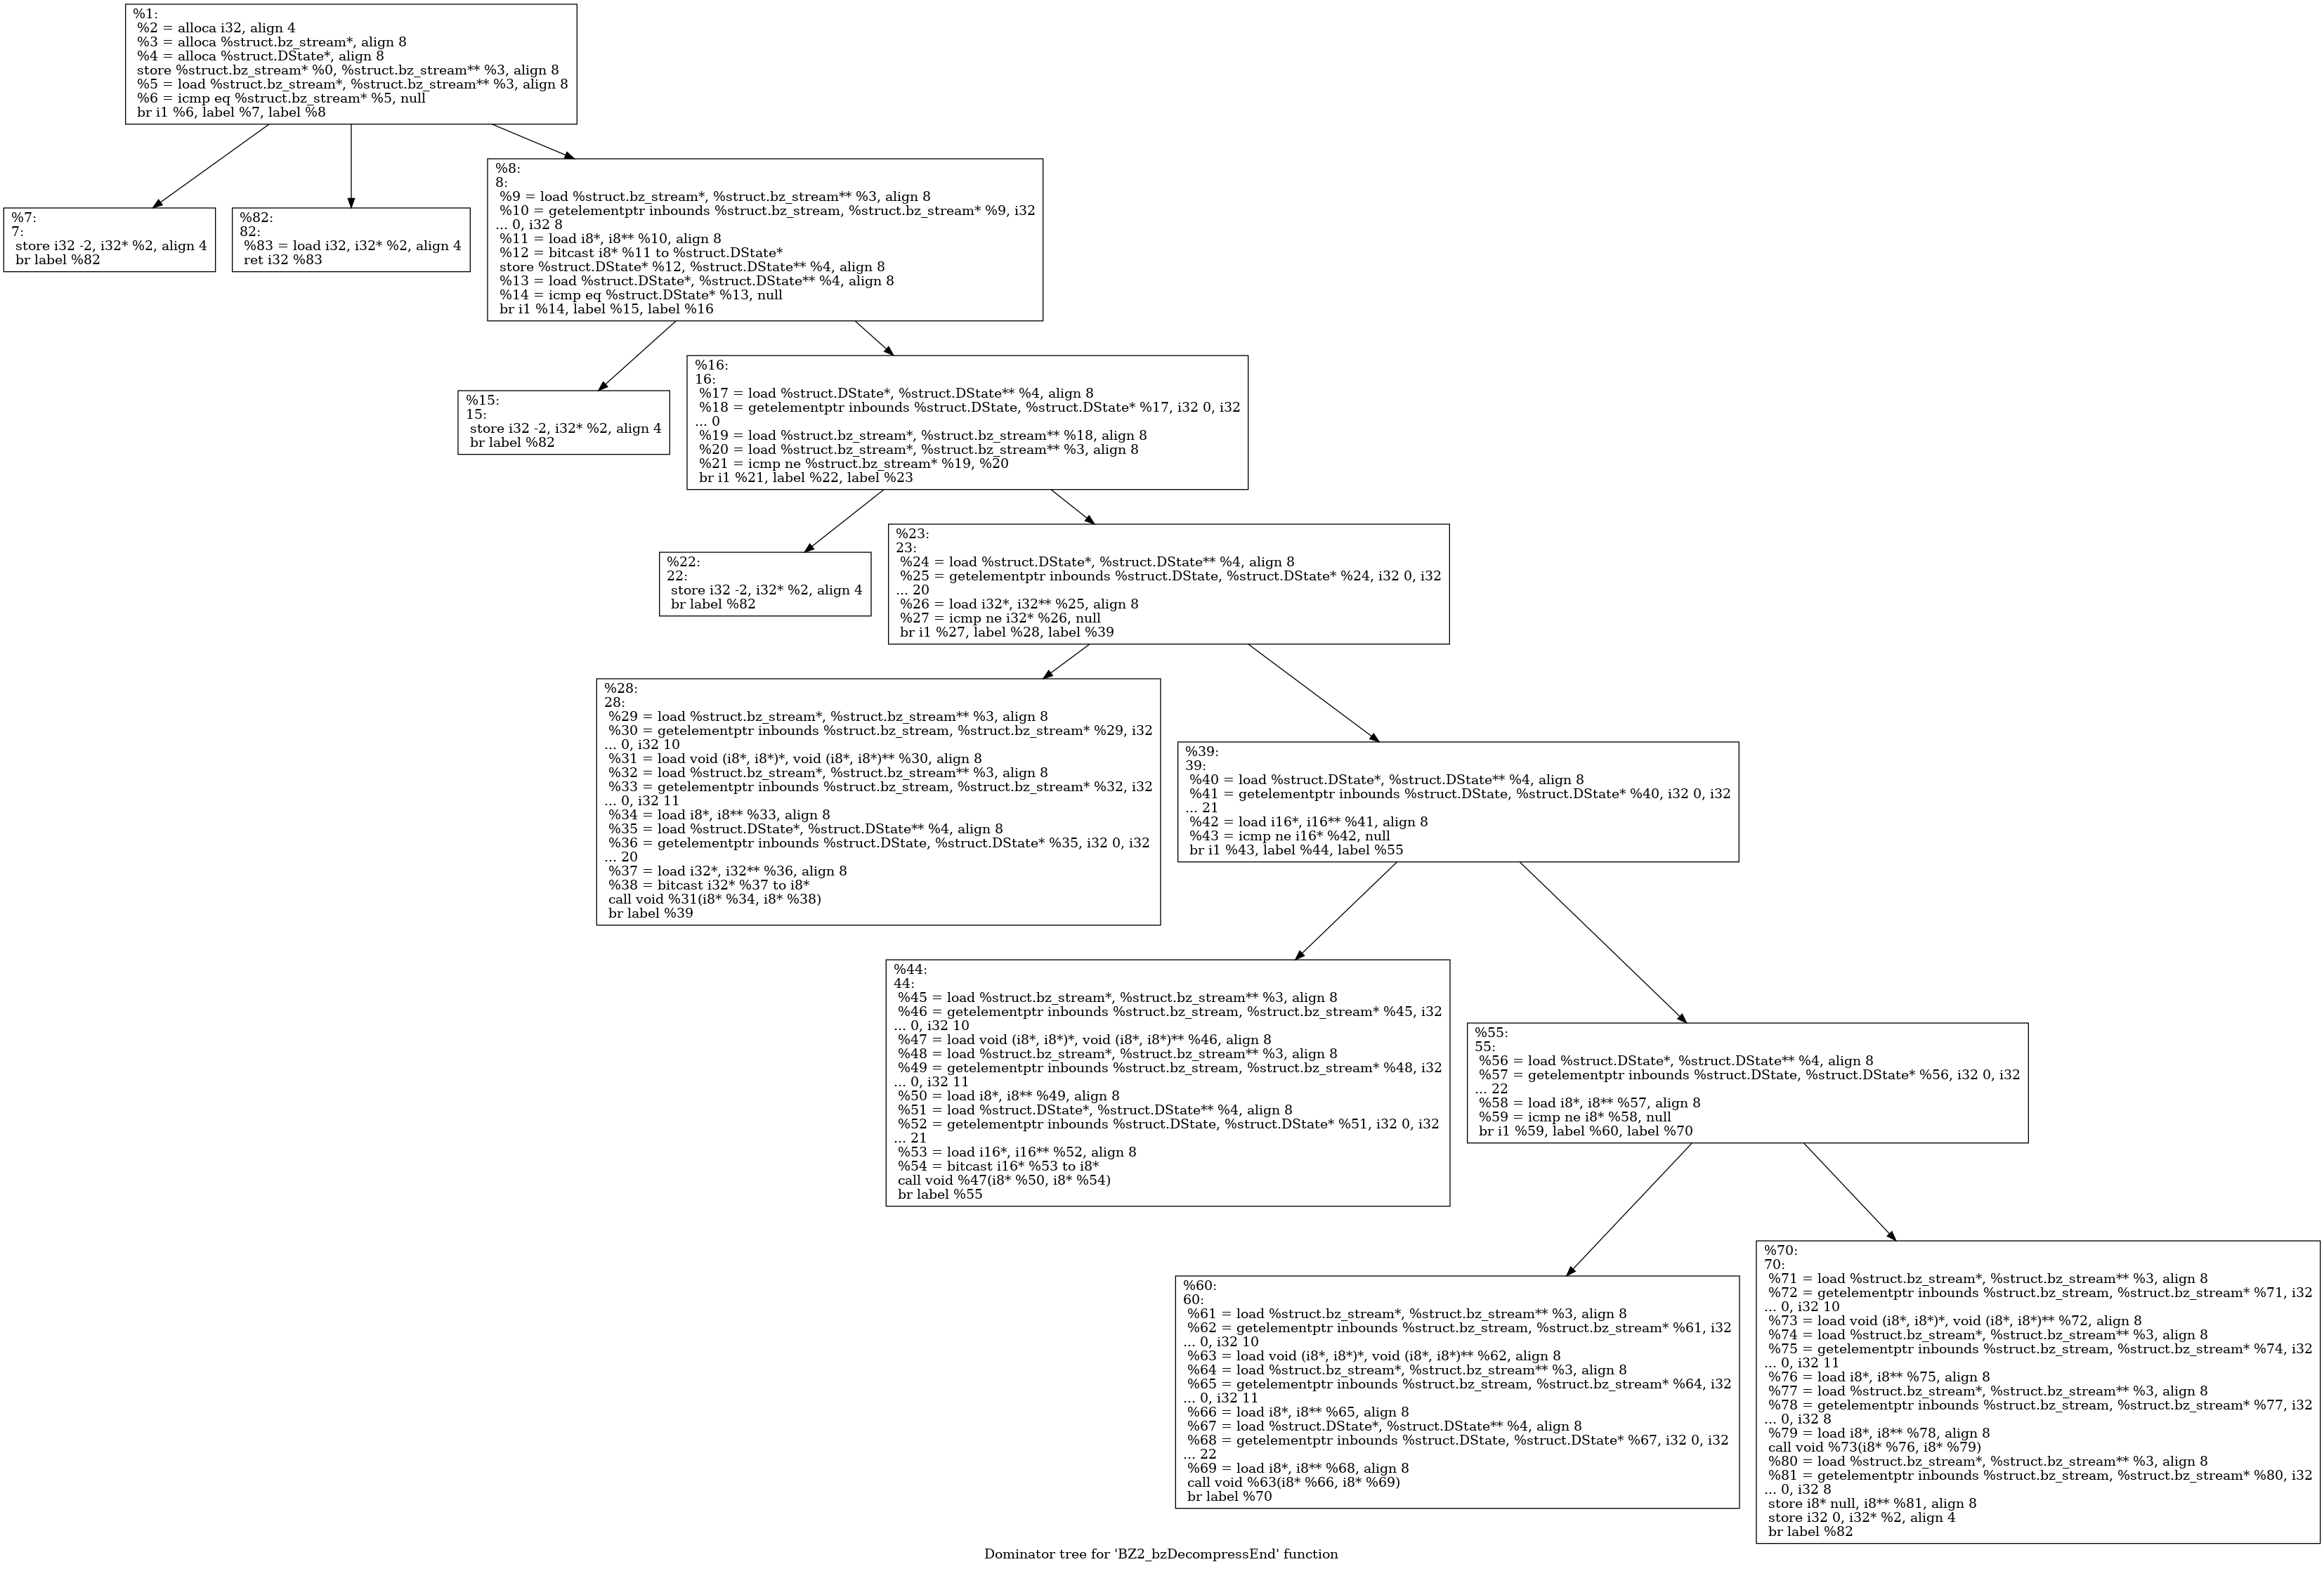 %1:
%2 = alloca i32, align 4
%3 = alloca %struct.bz_stream*, align 8
%4 = alloca %struct.DState*, align 8
store %struct.bz_stream* %0, %struct.bz_stream** %3, align 8
%5 = load %struct.bz_stream*, %struct.bz_stream** %3, align 8
%6 = icmp eq %struct.bz_stream* %5, null
br i1 %6, label %7, label %8
%7:
7:
store i32 -2, i32* %2, align 4
br label %82
%82:
82:
%83 = load i32, i32* %2, align 4
ret i32 %83
%8:
8:
%9 = load %struct.bz_stream*, %struct.bz_stream** %3, align 8
%10 = getelementptr inbounds %struct.bz_stream, %struct.bz_stream* %9, i32
... 0, i32 8
%11 = load i8*, i8** %10, align 8
%12 = bitcast i8* %11 to %struct.DState*
store %struct.DState* %12, %struct.DState** %4, align 8
%13 = load %struct.DState*, %struct.DState** %4, align 8
%14 = icmp eq %struct.DState* %13, null
br i1 %14, label %15, label %16
%15:
15:
store i32 -2, i32* %2, align 4
br label %82
%16:
16:
%17 = load %struct.DState*, %struct.DState** %4, align 8
%18 = getelementptr inbounds %struct.DState, %struct.DState* %17, i32 0, i32
... 0
%19 = load %struct.bz_stream*, %struct.bz_stream** %18, align 8
%20 = load %struct.bz_stream*, %struct.bz_stream** %3, align 8
%21 = icmp ne %struct.bz_stream* %19, %20
br i1 %21, label %22, label %23
%22:
22:
store i32 -2, i32* %2, align 4
br label %82
%23:
23:
%24 = load %struct.DState*, %struct.DState** %4, align 8
%25 = getelementptr inbounds %struct.DState, %struct.DState* %24, i32 0, i32
... 20
%26 = load i32*, i32** %25, align 8
%27 = icmp ne i32* %26, null
br i1 %27, label %28, label %39
%28:
28:
%29 = load %struct.bz_stream*, %struct.bz_stream** %3, align 8
%30 = getelementptr inbounds %struct.bz_stream, %struct.bz_stream* %29, i32
... 0, i32 10
%31 = load void (i8*, i8*)*, void (i8*, i8*)** %30, align 8
%32 = load %struct.bz_stream*, %struct.bz_stream** %3, align 8
%33 = getelementptr inbounds %struct.bz_stream, %struct.bz_stream* %32, i32
... 0, i32 11
%34 = load i8*, i8** %33, align 8
%35 = load %struct.DState*, %struct.DState** %4, align 8
%36 = getelementptr inbounds %struct.DState, %struct.DState* %35, i32 0, i32
... 20
%37 = load i32*, i32** %36, align 8
%38 = bitcast i32* %37 to i8*
call void %31(i8* %34, i8* %38)
br label %39
%39:
39:
%40 = load %struct.DState*, %struct.DState** %4, align 8
%41 = getelementptr inbounds %struct.DState, %struct.DState* %40, i32 0, i32
... 21
%42 = load i16*, i16** %41, align 8
%43 = icmp ne i16* %42, null
br i1 %43, label %44, label %55
%44:
44:
%45 = load %struct.bz_stream*, %struct.bz_stream** %3, align 8
%46 = getelementptr inbounds %struct.bz_stream, %struct.bz_stream* %45, i32
... 0, i32 10
%47 = load void (i8*, i8*)*, void (i8*, i8*)** %46, align 8
%48 = load %struct.bz_stream*, %struct.bz_stream** %3, align 8
%49 = getelementptr inbounds %struct.bz_stream, %struct.bz_stream* %48, i32
... 0, i32 11
%50 = load i8*, i8** %49, align 8
%51 = load %struct.DState*, %struct.DState** %4, align 8
%52 = getelementptr inbounds %struct.DState, %struct.DState* %51, i32 0, i32
... 21
%53 = load i16*, i16** %52, align 8
%54 = bitcast i16* %53 to i8*
call void %47(i8* %50, i8* %54)
br label %55
%55:
55:
%56 = load %struct.DState*, %struct.DState** %4, align 8
%57 = getelementptr inbounds %struct.DState, %struct.DState* %56, i32 0, i32
... 22
%58 = load i8*, i8** %57, align 8
%59 = icmp ne i8* %58, null
br i1 %59, label %60, label %70
%60:
60:
%61 = load %struct.bz_stream*, %struct.bz_stream** %3, align 8
%62 = getelementptr inbounds %struct.bz_stream, %struct.bz_stream* %61, i32
... 0, i32 10
%63 = load void (i8*, i8*)*, void (i8*, i8*)** %62, align 8
%64 = load %struct.bz_stream*, %struct.bz_stream** %3, align 8
%65 = getelementptr inbounds %struct.bz_stream, %struct.bz_stream* %64, i32
... 0, i32 11
%66 = load i8*, i8** %65, align 8
%67 = load %struct.DState*, %struct.DState** %4, align 8
%68 = getelementptr inbounds %struct.DState, %struct.DState* %67, i32 0, i32
... 22
%69 = load i8*, i8** %68, align 8
call void %63(i8* %66, i8* %69)
br label %70
%70:
70:
%71 = load %struct.bz_stream*, %struct.bz_stream** %3, align 8
%72 = getelementptr inbounds %struct.bz_stream, %struct.bz_stream* %71, i32
... 0, i32 10
%73 = load void (i8*, i8*)*, void (i8*, i8*)** %72, align 8
%74 = load %struct.bz_stream*, %struct.bz_stream** %3, align 8
%75 = getelementptr inbounds %struct.bz_stream, %struct.bz_stream* %74, i32
... 0, i32 11
%76 = load i8*, i8** %75, align 8
%77 = load %struct.bz_stream*, %struct.bz_stream** %3, align 8
%78 = getelementptr inbounds %struct.bz_stream, %struct.bz_stream* %77, i32
... 0, i32 8
%79 = load i8*, i8** %78, align 8
call void %73(i8* %76, i8* %79)
%80 = load %struct.bz_stream*, %struct.bz_stream** %3, align 8
%81 = getelementptr inbounds %struct.bz_stream, %struct.bz_stream* %80, i32
... 0, i32 8
store i8* null, i8** %81, align 8
store i32 0, i32* %2, align 4
br label %82
Dominator tree for 'BZ2_bzDecompressEnd' function